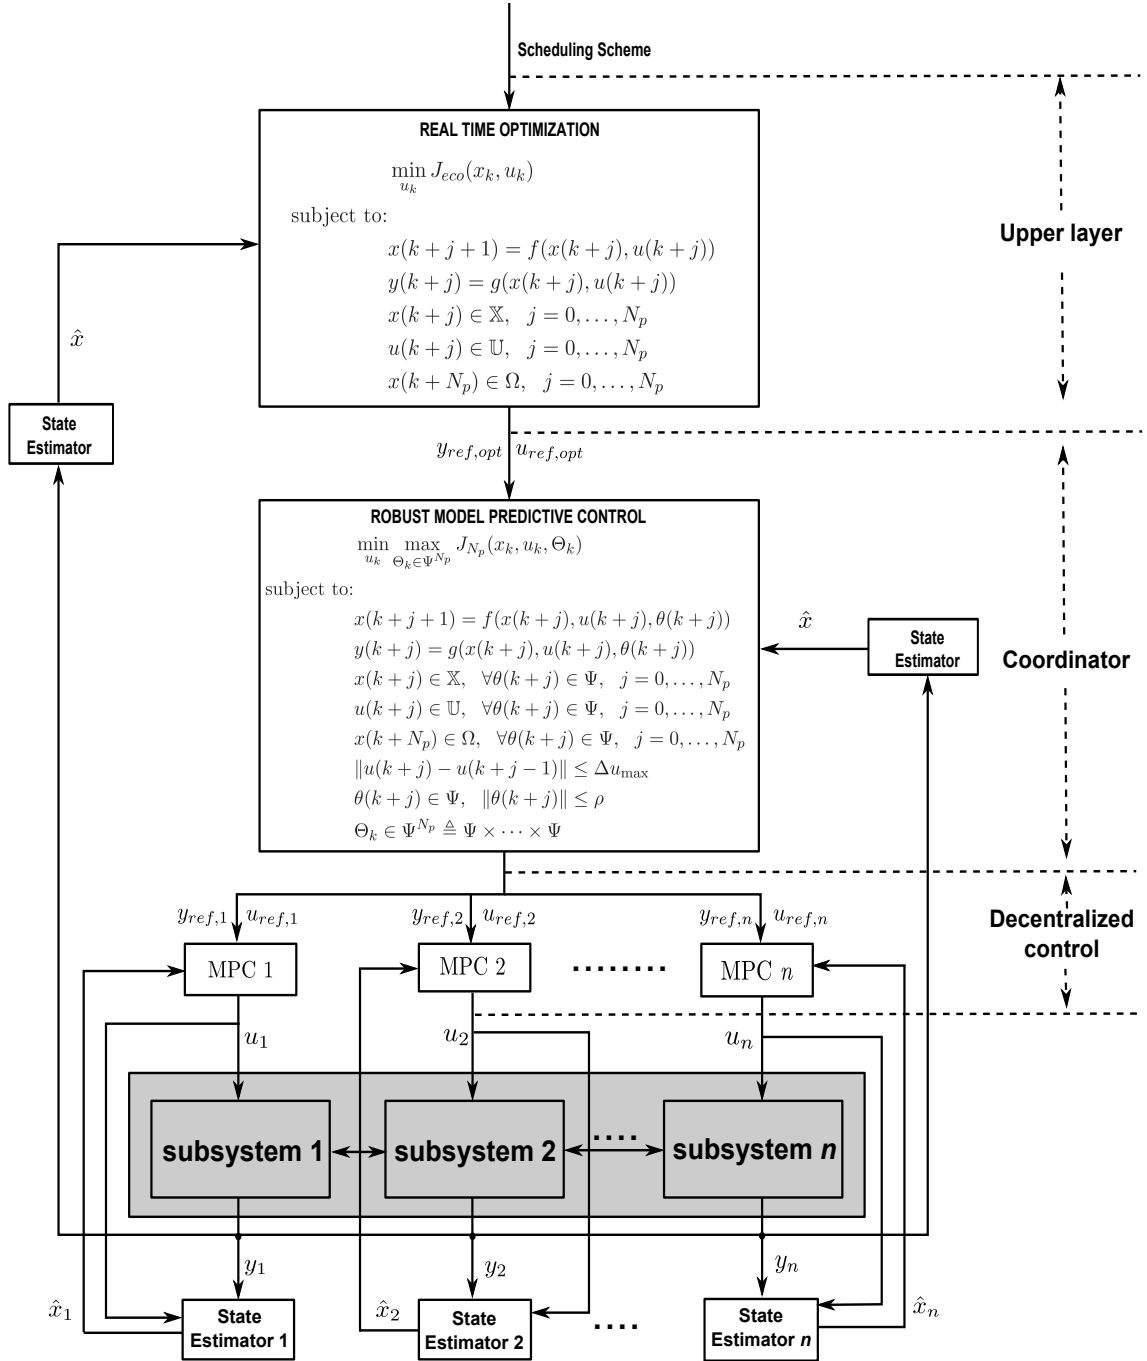 Scheduling Scheme
REAL TIME OPTIMIZATION
min_{u_k} J_{eco}(x_k, u_k)
subject to:
x(k + j + 1) = f(x(k + j), u(k + j))
y(k + j) = g(x(k + j), u(k + j))
x(k + j) ∈ 𝕏, j = 0, . . . , N_p
u(k + j) ∈ 𝕌, j = 0, . . . , N_p
x(k + N_p) ∈ Ω, j = 0, . . . , N_p
Upper layer
x̂
State
Estimator
y_{ref,opt} u_{ref,opt}
ROBUST MODEL PREDICTIVE CONTROL
min_{u_k} max_{Θ_k∈Ψ^{N_p}} J_{N_p}(x_k, u_k, Θ_k)
subject to:
x(k + j + 1) = f(x(k + j), u(k + j), θ(k + j))
y(k + j) = g(x(k + j), u(k + j), θ(k + j))
x(k + j) ∈ 𝕏, ∀θ(k + j) ∈ Ψ, j = 0, . . . , N_p
u(k + j) ∈ 𝕌, ∀θ(k + j) ∈ Ψ, j = 0, . . . , N_p
x(k + N_p) ∈ Ω, ∀θ(k + j) ∈ Ψ, j = 0, . . . , N_p
‖u(k + j) − u(k + j − 1)‖ ≤ Δu_{max}
θ(k + j) ∈ Ψ, ‖θ(k + j)‖ ≤ ρ
Θ_k ∈ Ψ^{N_p} ≜ Ψ × ⋯ × Ψ
x̂
State
Estimator
Coordinator
y_{ref,1} u_{ref,1}
y_{ref,2} u_{ref,2}
y_{ref,n} u_{ref,n}
Decentralized
control
MPC 1
MPC 2
........
MPC n
u_1
u_2
u_n
subsystem 1
subsystem 2
....
subsystem n
y_1
y_2
y_n
x̂_1
State
Estimator 1
x̂_2
State
Estimator 2
....
State
Estimator n
x̂_n